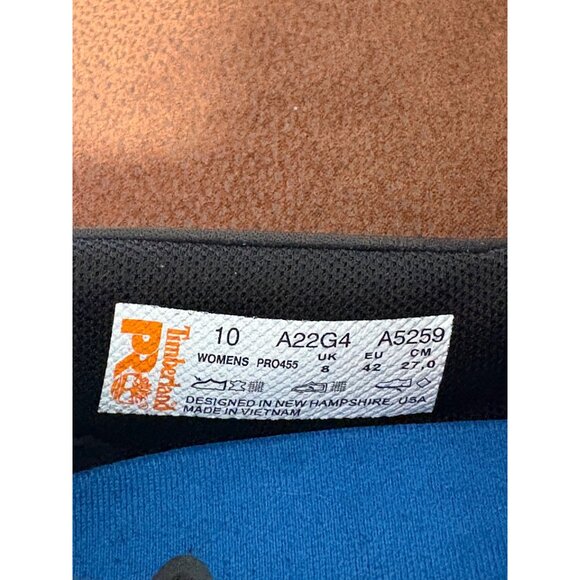 Timberland
PRO
10 A22G4 A5259
WOMENS PRO455 UK EU CM
8 42 27.0
DESIGNED IN NEW HAMPSHIRE, USA
MADE IN VIETNAM